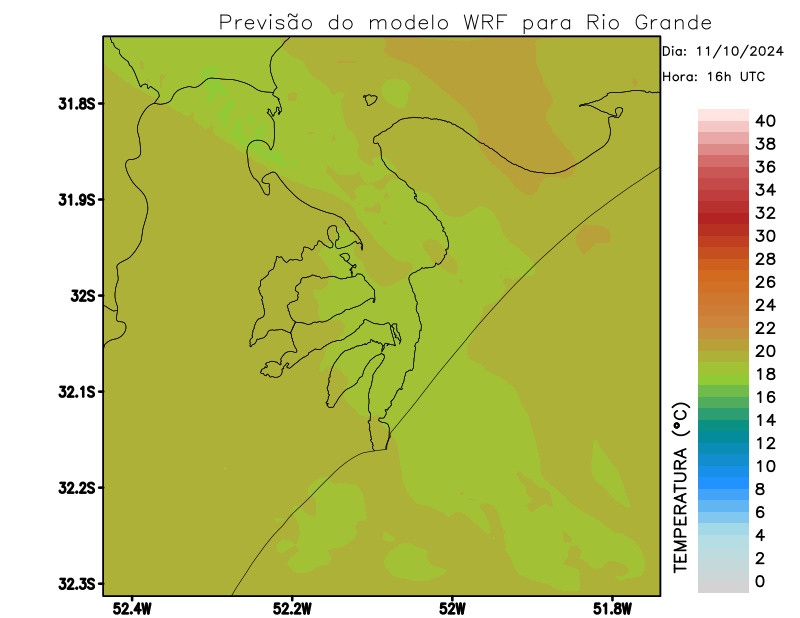 Previsão do modelo WRF para Rio Grande
Dia: 11/10/2024
Hora: 16h UTC
31.8S
31.9S
32S
32.1S
32.2S
32.3S
52.4W
52.2W
52W
51.8W
TEMPERATURA (ºC)
40
38
36
34
32
30
28
26
24
22
20
18
16
14
12
10
8
6
4
2
0